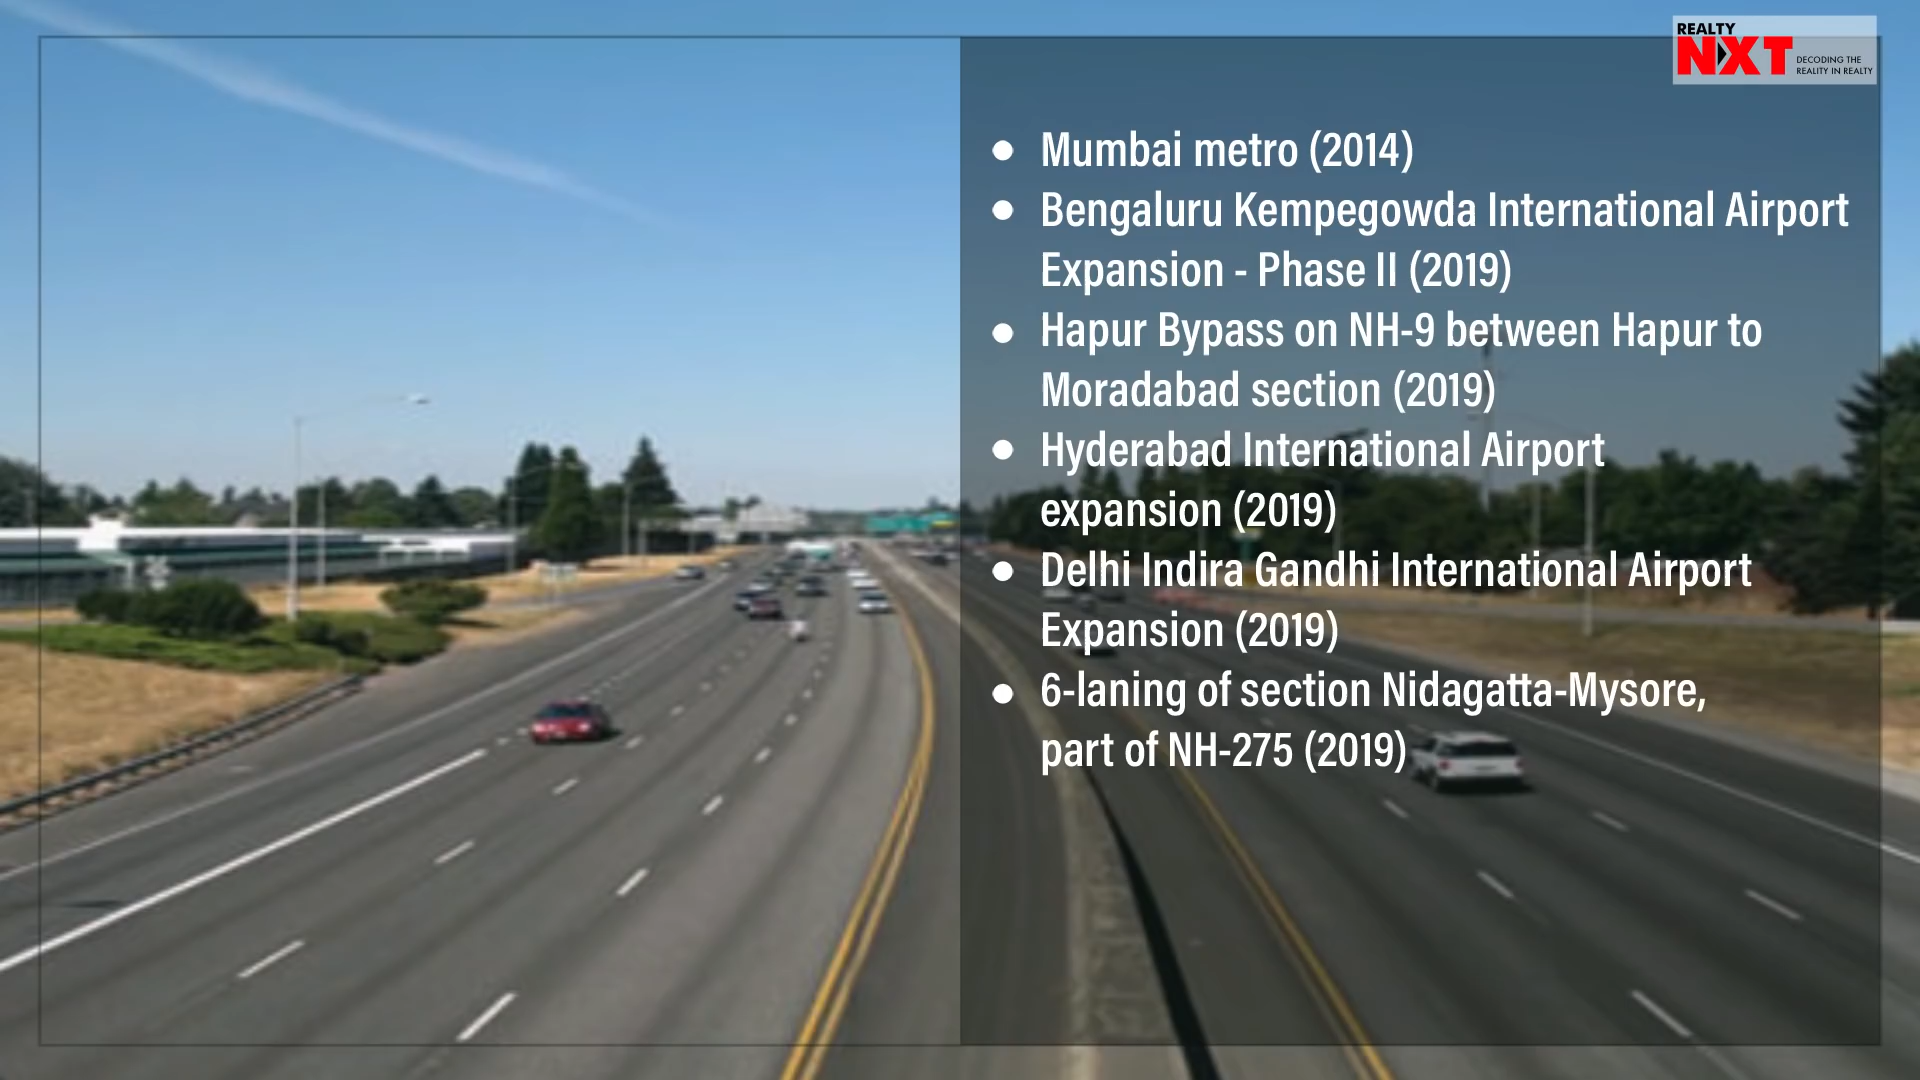 REALTY
NXT
DECODING THE
REALITY IN REALTY
● Mumbai metro (2014)
● Bengaluru Kempegowda International Airport
Expansion - Phase II (2019)
● Hapur Bypass on NH-9 between Hapur to
Moradabad section (2019)
● Hyderabad International Airport
expansion (2019)
● Delhi Indira Gandhi International Airport
Expansion (2019)
● 6-laning of section Nidagatta-Mysore,
part of NH-275 (2019)